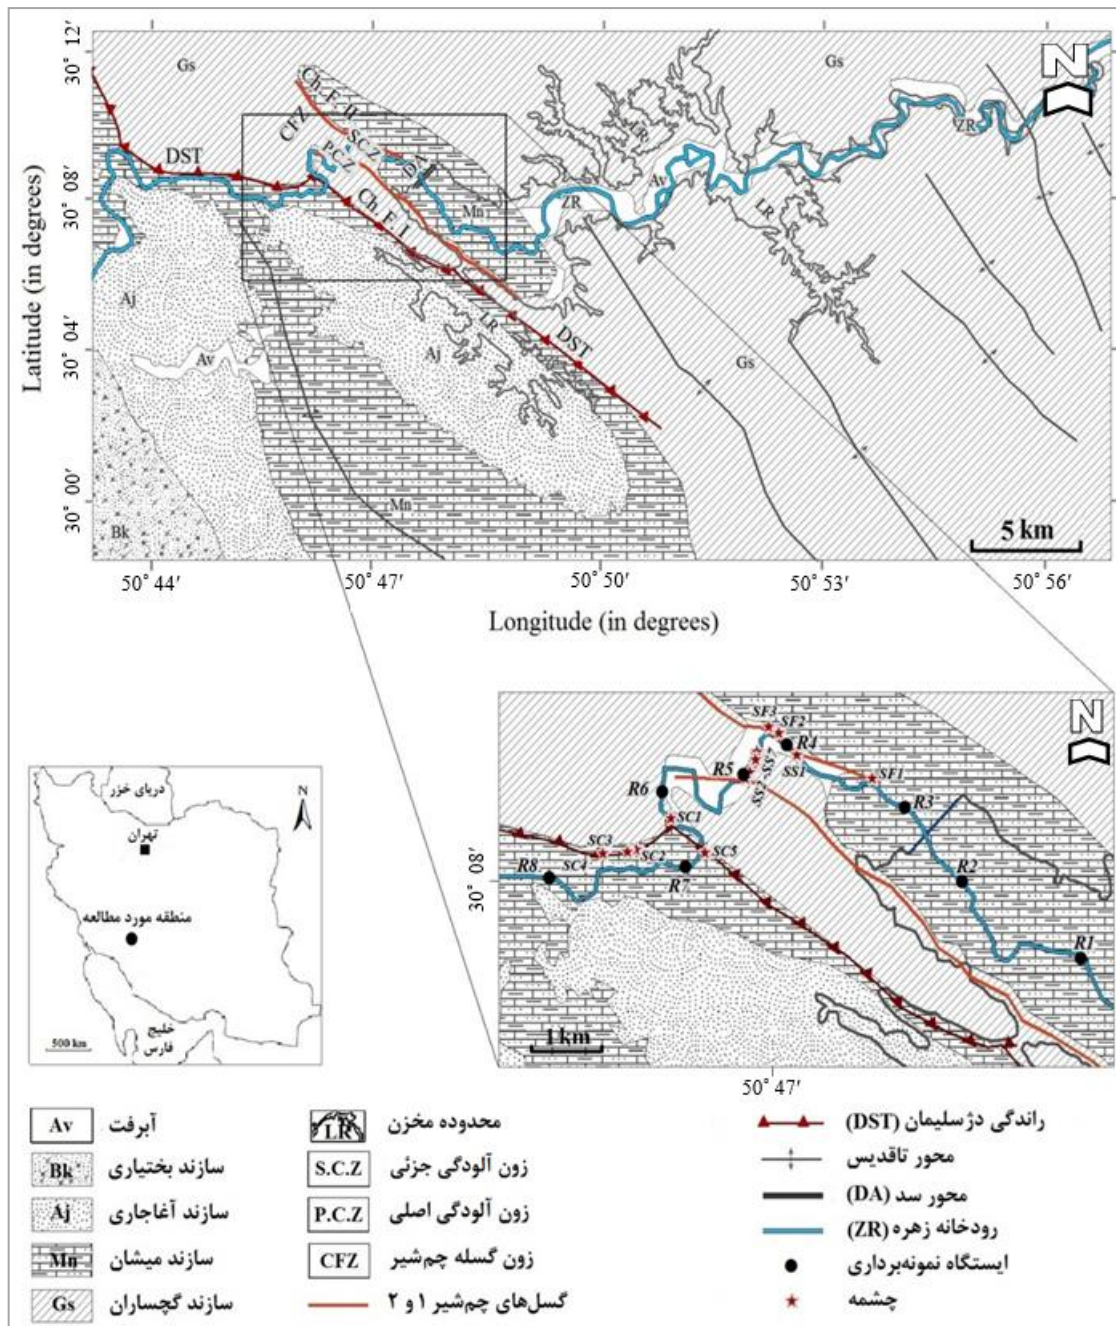 30° 12′
30° 08′
30° 04′
30° 00′
Latitude (in degrees)
50° 44′
50° 47′
50° 50′
50° 53′
50° 56′
Longitude (in degrees)
N
Gs
Gs
Ch. F. II
CFZ
S.C.Z
P.C.Z
DA
DST
Ch. F. I
Mn
ZR
ZR
Av
LR
LR
LR
Aj
Aj
Av
DST
Gs
Mn
Bk
5 km
N
SF3
SF2
R4
SS1
SF1
R5
R6
R3
SC1
SC3
SC2
SC4
SC5
R8
R7
R2
R1
30° 08′
1km
50° 47′
دریای خزر
N
تهران
منطقه مورد مطالعه
خلیج
فارس
500 km
Av آبرفت
Bk سازند بختیاری
Aj سازند آغاجاری
Mn سازند میشان
Gs سازند گچساران
LR محدوده مخزن
S.C.Z زون آلودگی جزئی
P.C.Z زون آلودگی اصلی
CFZ زون گسله چم‌شیر
گسل‌های چم‌شیر ۱ و ۲
راندگی دژسلیمان (DST)
محور تاقدیس
محور سد (DA)
رودخانه زهره (ZR)
ایستگاه نمونه‌برداری
چشمه